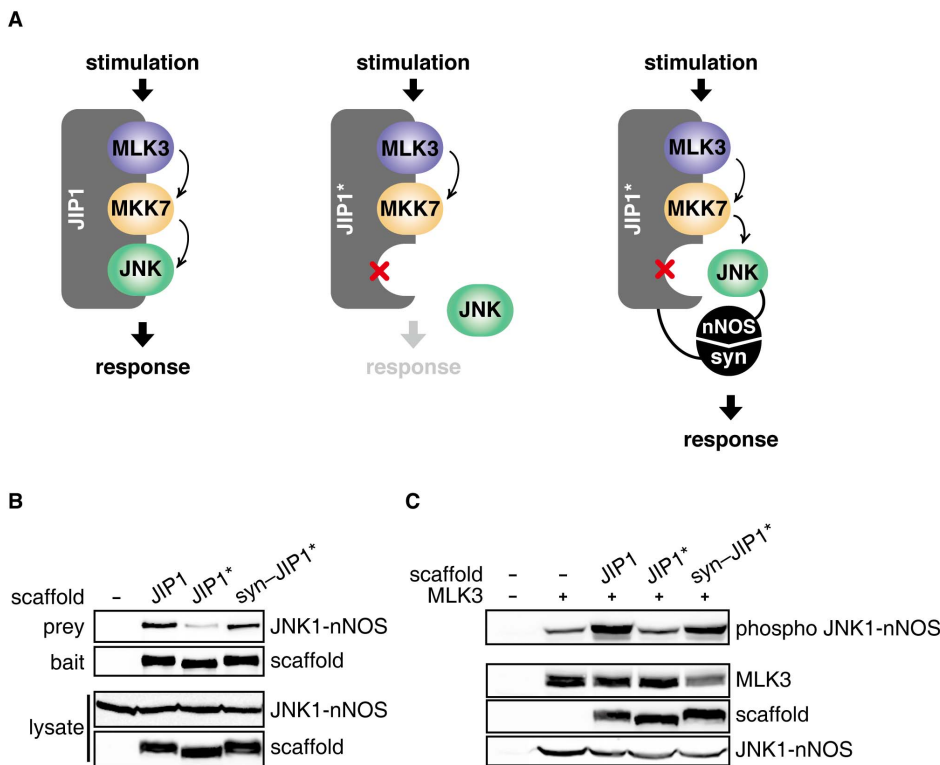 A
stimulation stimulation stimulation
JIP1 MLK3 JIP1* MLK3 JIP1* MLK3
MKK7 MKK7 MKK7
JNK JNK JNK
nNOS
syn
response response
response
B
scaffold - JIP1 JIP1* syn–JIP1*
prey JNK1-nNOS
bait scaffold
lysate JNK1-nNOS
scaffold
C
scaffold - - JIP1 JIP1* syn–JIP1*
MLK3 - + + + +
phospho JNK1-nNOS
MLK3
scaffold
JNK1-nNOS